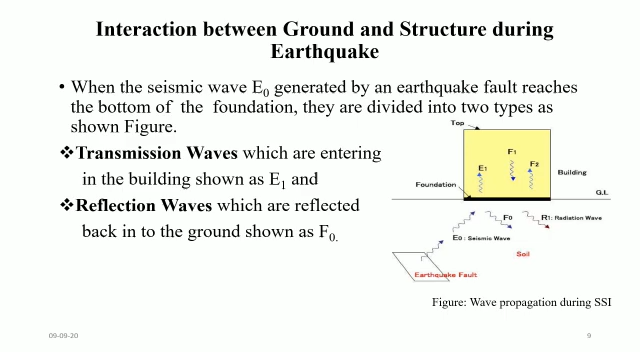 Interaction between Ground and Structure during
Earthquake
• When the seismic wave E0 generated by an earthquake fault reaches
the bottom of the foundation, they are divided into two types as
shown Figure.
❖Transmission Waves which are entering
in the building shown as E1 and
❖Reflection Waves which are reflected
back in to the ground shown as F0.
Top
F1
E1
F2
Building
Foundation
G.L
F0
R1: Radiation Wave
E0 : Seismic Wave
Soil
Earthquake Fault
Figure: Wave propagation during SSI
09-09-20
9